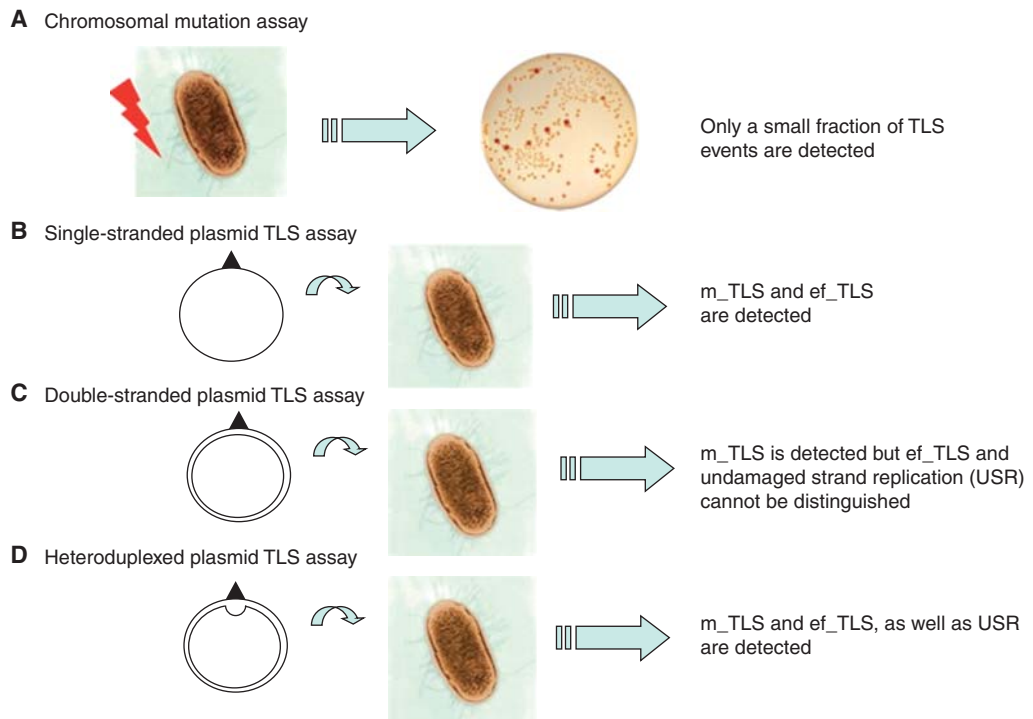 A Chromosomal mutation assay
Only a small fraction of TLS
events are detected
B Single-stranded plasmid TLS assay
m_TLS and ef_TLS
are detected
C Double-stranded plasmid TLS assay
m_TLS is detected but ef_TLS and
undamaged strand replication (USR)
cannot be distinguished
D Heteroduplexed plasmid TLS assay
m_TLS and ef_TLS, as well as USR
are detected